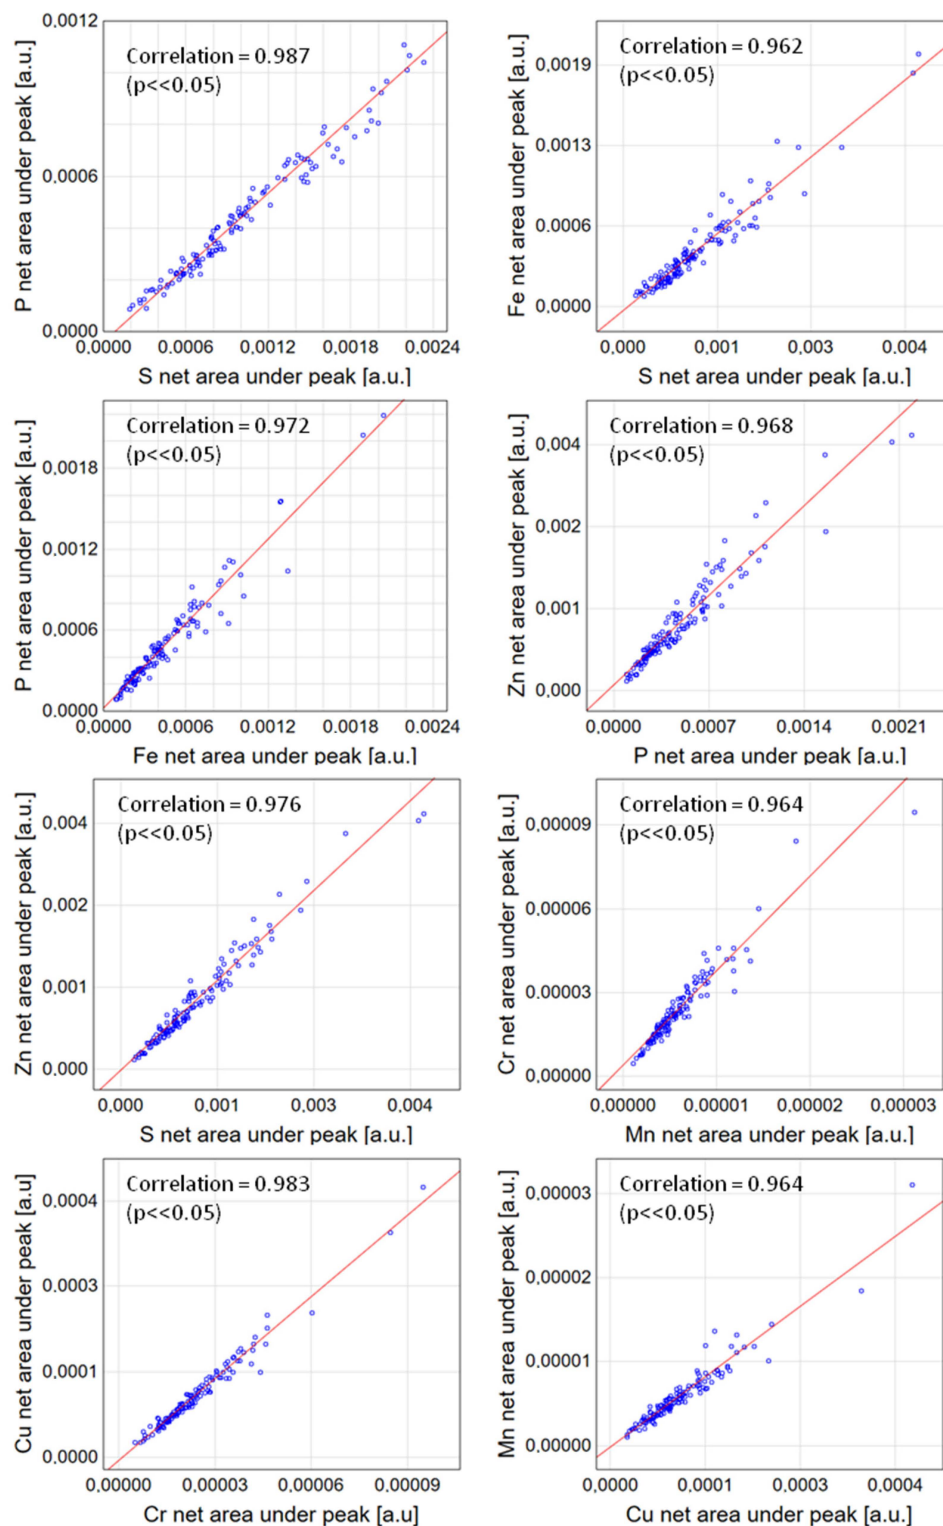 0.0012
Correlation = 0.987
(p<<0.05)
0.0006
0.0000
P net area under peak [a.u.]
0.0000 0.0006 0.0012 0.0018 0.0024
S net area under peak [a.u.]
0.0019
Correlation = 0.962
(p<<0.05)
0.0013
0.0006
0.0000
Fe net area under peak [a.u.]
0.000 0.001 0.003 0.004
S net area under peak [a.u.]
Correlation = 0.972
(p<<0.05)
0.0018
0.0012
0.0006
0.0000
P net area under peak [a.u.]
0.0000 0.0006 0.0012 0.0018 0.0024
Fe net area under peak [a.u.]
Correlation = 0.968
(p<<0.05)
0,004
0,002
0,001
0,000
Zn net area under peak [a.u.]
0.0000 0.0007 0.0014 0.0021
P net area under peak [a.u.]
Correlation = 0.976
(p<<0.05)
0,004
0,002
0,001
0,000
Zn net area under peak [a.u.]
0.000 0.001 0.003 0.004
S net area under peak [a.u.]
Correlation = 0.964
(p<<0.05)
0.00009
0.00006
0.00003
0.00000
Cr net area under peak [a.u.]
0.00000 0.00001 0.00002 0.00003
Mn net area under peak [a.u.]
Correlation = 0.983
(p<<0.05)
0.0004
0.0003
0.0001
0.0000
Cu net area under peak [a.u]
0.00000 0.00003 0.00006 0.00009
Cr net area under peak [a.u]
Correlation = 0.964
(p<<0.05)
0.00003
0.00002
0.00001
0.00000
Mn net area under peak [a.u.]
0.0000 0.0001 0.0003 0.0004
Cu net area under peak [a.u.]